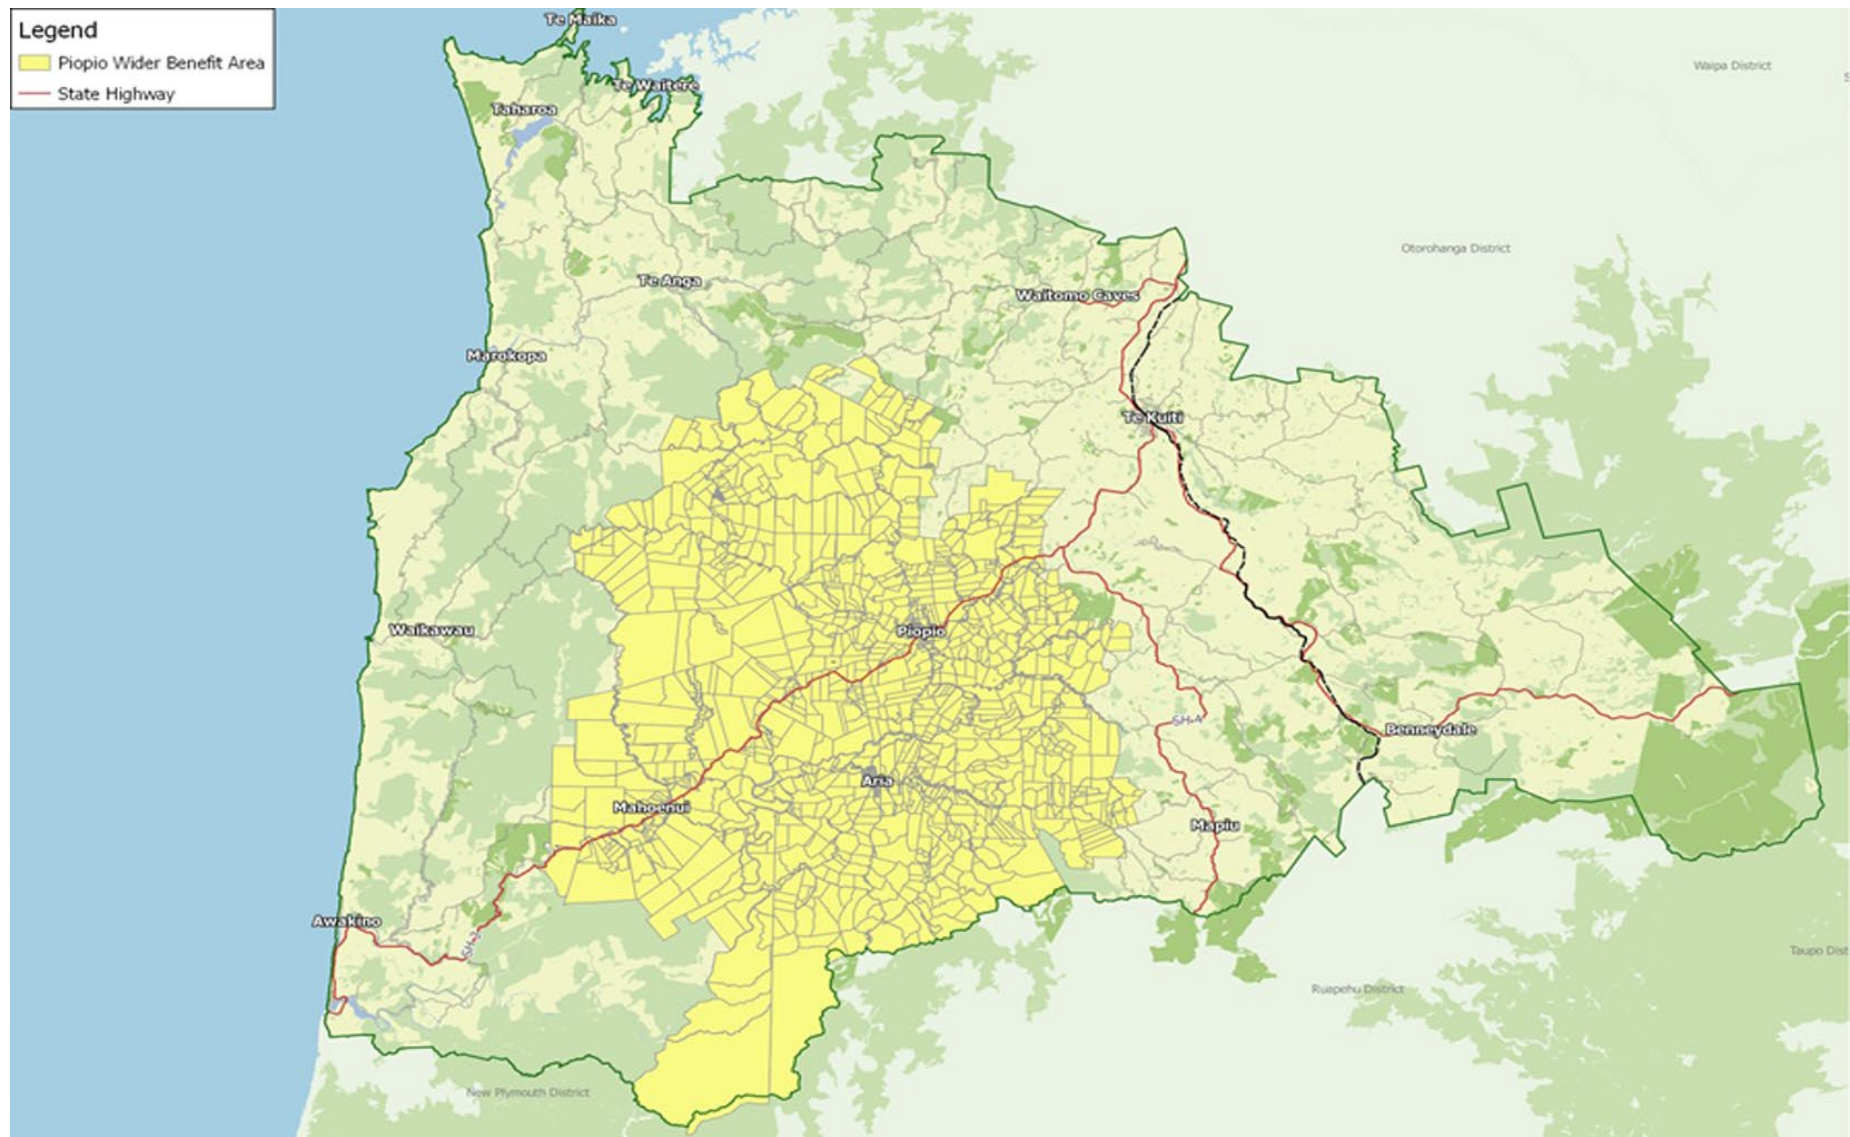 Legend
Piopio Wider Benefit Area
State Highway
Te Maika
Waipa District
Te Waitere
Taharoa
Otorohanga District
Te Anga
Waitomo Caves
Marokopa
Te Kuiti
Waikawau
Piopio
SH 4
Benneydale
Aria
Mahoenui
Mapiu
Awakino
SH 3
Taupo Dist
Ruapehu District
New Plymouth District